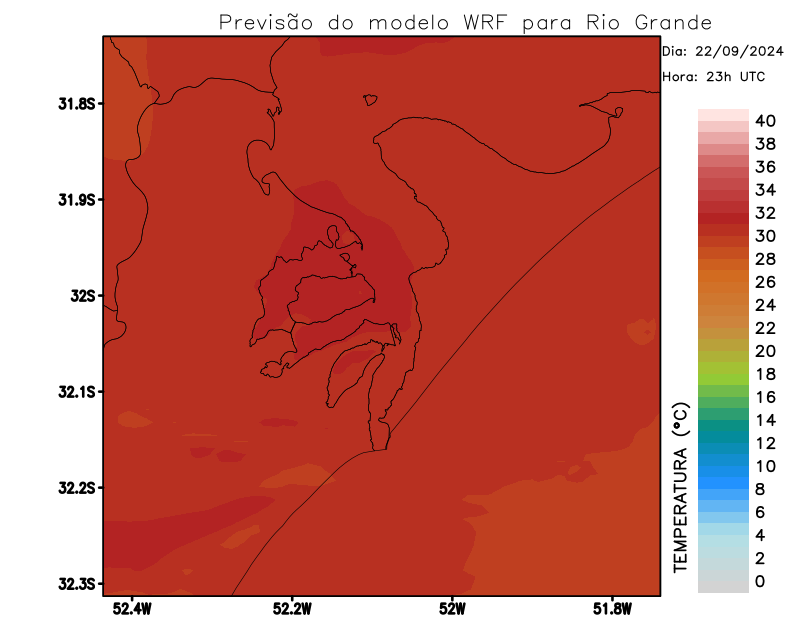 Previsão do modelo WRF para Rio Grande
Dia: 22/09/2024
Hora: 23h UTC
31.8S
31.9S
32S
32.1S
32.2S
32.3S
52.4W
52.2W
52W
51.8W
TEMPERATURA (°C)
40
38
36
34
32
30
28
26
24
22
20
18
16
14
12
10
8
6
4
2
0